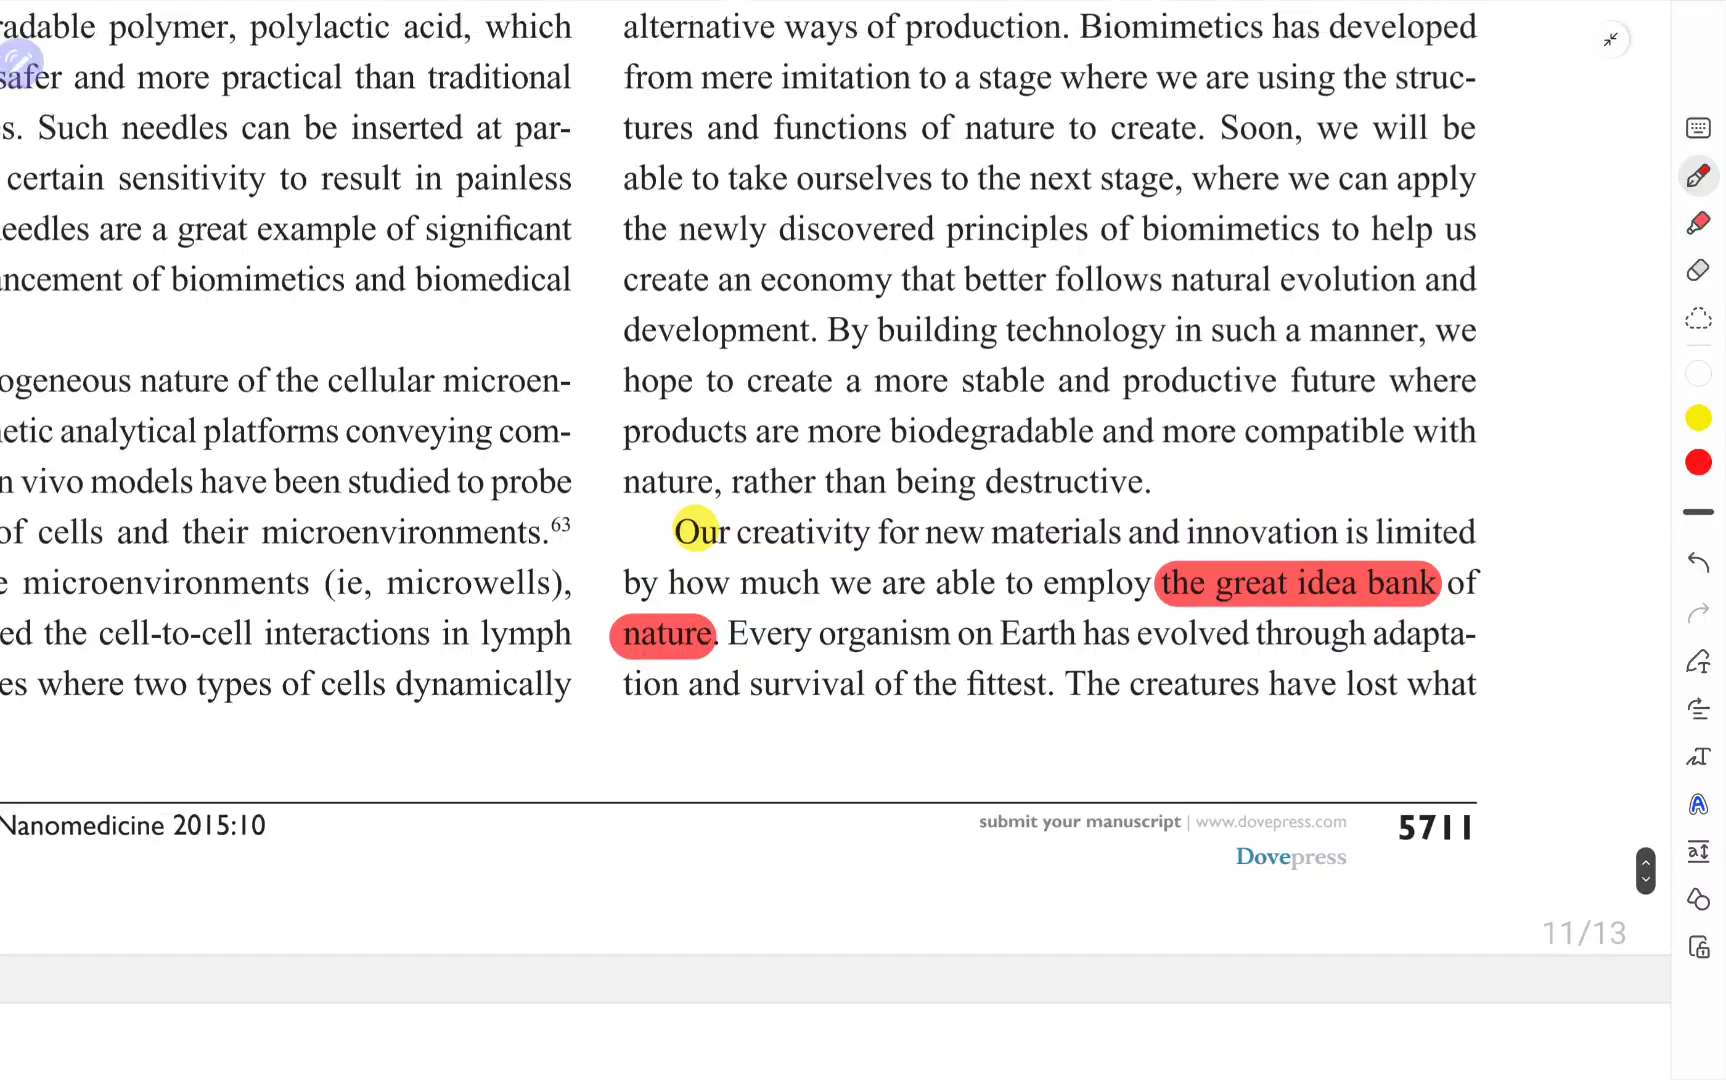 radable polymer, polylactic acid, which
safer and more practical than traditional
s. Such needles can be inserted at par-
certain sensitivity to result in painless
eedles are a great example of significant
ncement of biomimetics and biomedical
ogeneous nature of the cellular microen-
etic analytical platforms conveying com-
n vivo models have been studied to probe
of cells and their microenvironments.63
e microenvironments (ie, microwells),
ed the cell-to-cell interactions in lymph
es where two types of cells dynamically
alternative ways of production. Biomimetics has developed
from mere imitation to a stage where we are using the struc-
tures and functions of nature to create. Soon, we will be
able to take ourselves to the next stage, where we can apply
the newly discovered principles of biomimetics to help us
create an economy that better follows natural evolution and
development. By building technology in such a manner, we
hope to create a more stable and productive future where
products are more biodegradable and more compatible with
nature, rather than being destructive.
Our creativity for new materials and innovation is limited
by how much we are able to employ the great idea bank of
nature. Every organism on Earth has evolved through adapta-
tion and survival of the fittest. The creatures have lost what
Nanomedicine 2015:10
submit your manuscript | www.dovepress.com
Dovepress
5711
11/13